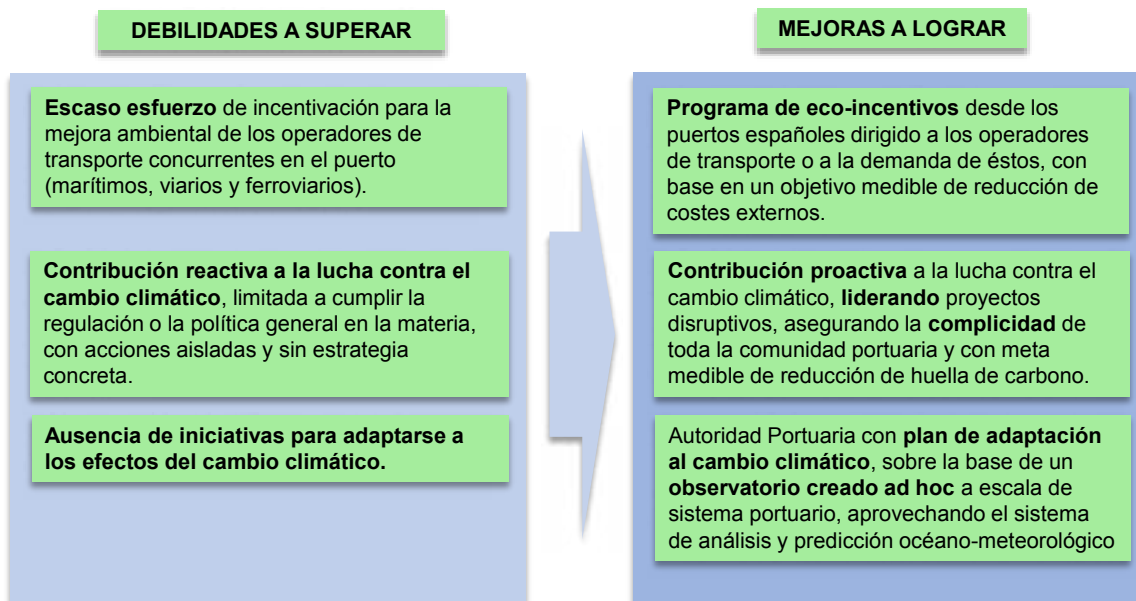 DEBILIDADES A SUPERAR
Escaso esfuerzo de incentivación para la
mejora ambiental de los operadores de
transporte concurrentes en el puerto
(marítimos, viarios y ferroviarios).
Contribución reactiva a la lucha contra el
cambio climático, limitada a cumplir la
regulación o la política general en la materia,
con acciones aisladas y sin estrategia
concreta.
Ausencia de iniciativas para adaptarse a
los efectos del cambio climático.
MEJORAS A LOGRAR
Programa de eco-incentivos desde los
puertos españoles dirigido a los operadores
de transporte o a la demanda de éstos, con
base en un objetivo medible de reducción de
costes externos.
Contribución proactiva a la lucha contra el
cambio climático, liderando proyectos
disruptivos, asegurando la complicidad de
toda la comunidad portuaria y con meta
medible de reducción de huella de carbono.
Autoridad Portuaria con plan de adaptación
al cambio climático, sobre la base de un
observatorio creado ad hoc a escala de
sistema portuario, aprovechando el sistema
de análisis y predicción océano-meteorológico